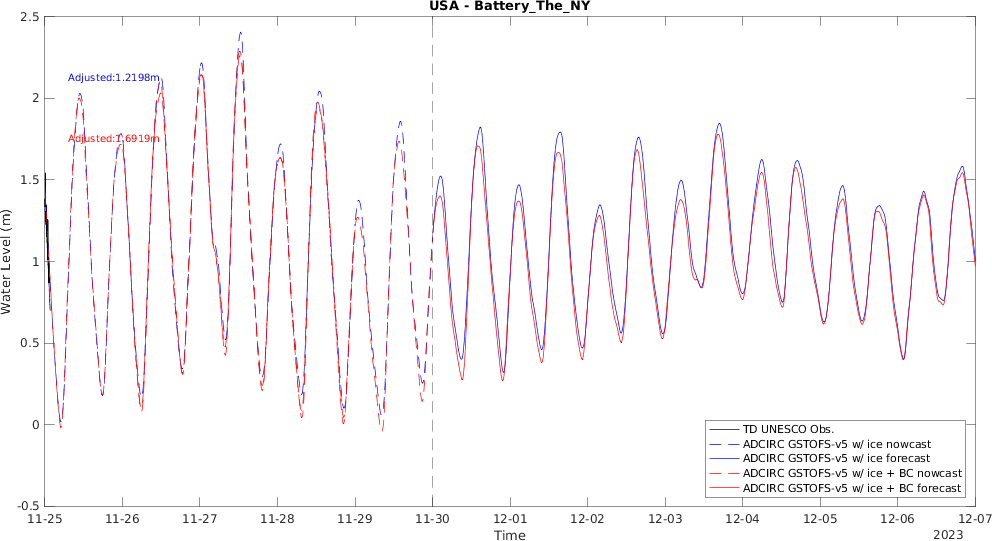 USA - Battery_The_NY
2.5
2
1.5
1
0.5
0
-0.5
Water Level (m)
Adjusted:1.2198m
Adjusted:1.6919m
TD UNESCO Obs.
ADCIRC GSTOFS-v5 w/ ice nowcast
ADCIRC GSTOFS-v5 w/ ice forecast
ADCIRC GSTOFS-v5 w/ ice + BC nowcast
ADCIRC GSTOFS-v5 w/ ice + BC forecast
11-25 11-26 11-27 11-28 11-29 11-30 12-01 12-02 12-03 12-04 12-05 12-06 12-07
Time
2023